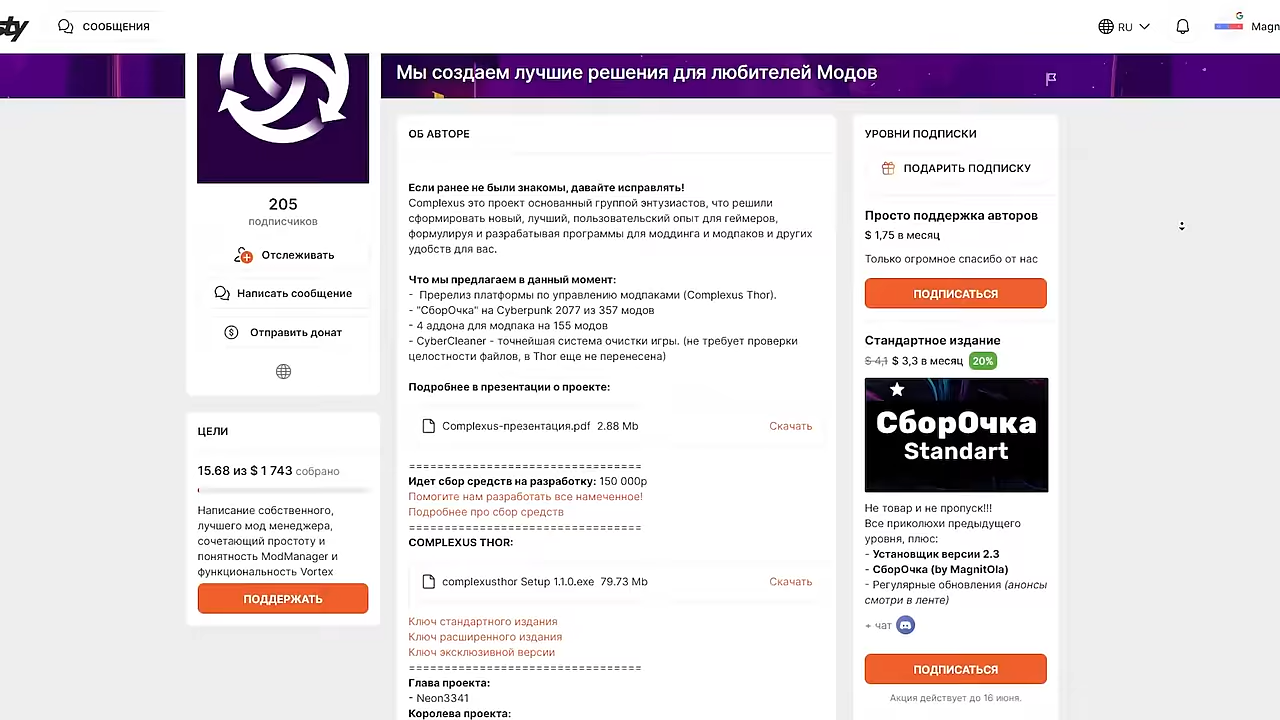 sty
СООБЩЕНИЯ
RU
Magn
Мы создаем лучшие решения для любителей Модов
205
подписчиков
Отслеживать
Написать сообщение
Отправить донат
ЦЕЛИ
15.68 из $ 1 743 собрано
Написание собственного,
лучшего мод менеджера,
сочетающий простоту и
понятность ModManager и
функциональность Vortex
ПОДДЕРЖАТЬ
ОБ АВТОРЕ
Если ранее не были знакомы, давайте исправлять!
Complexus это проект основанный группой энтузиастов, что решили
сформировать новый, лучший, пользовательский опыт для геймеров,
формулируя и разрабатывая программы для моддинга и модпаков и других
удобств для вас.
Что мы предлагаем в данный момент:
- Пререлиз платформы по управлению модпаками (Complexus Thor).
- "СборОчка" на Cyberpunk 2077 из 357 модов
- 4 аддона для модпака на 155 модов
- CyberCleaner - точнейшая система очистки игры. (не требует проверки
целостности файлов, в Thor еще не перенесена)
Подробнее в презентации о проекте:
Complexus-презентация.pdf 2.88 Mb Скачать
===============================
Идет сбор средств на разработку: 150 000р
Помогите нам разработать все намеченное!
Подробнее про сбор средств
===============================
COMPLEXUS THOR:
complexusthor Setup 1.1.0.exe 79.73 Mb Скачать
Ключ стандартного издания
Ключ расширенного издания
Ключ эксклюзивной версии
===============================
Глава проекта:
- Neon3341
Королева проекта:
УРОВНИ ПОДПИСКИ
ПОДАРИТЬ ПОДПИСКУ
Просто поддержка авторов
$ 1,75 в месяц
Только огромное спасибо от нас
ПОДПИСАТЬСЯ
Стандартное издание
$ 4,1 $ 3,3 в месяц 20%
СборОчка
Standart
Не товар и не пропуск!!!
Все приколюхи предыдущего
уровня, плюс:
- Установщик версии 2.3
- СборОчка (by MagnitOla)
- Регулярные обновления (анонсы
смотри в ленте)
+ чат
ПОДПИСАТЬСЯ
Акция действует до 16 июня.